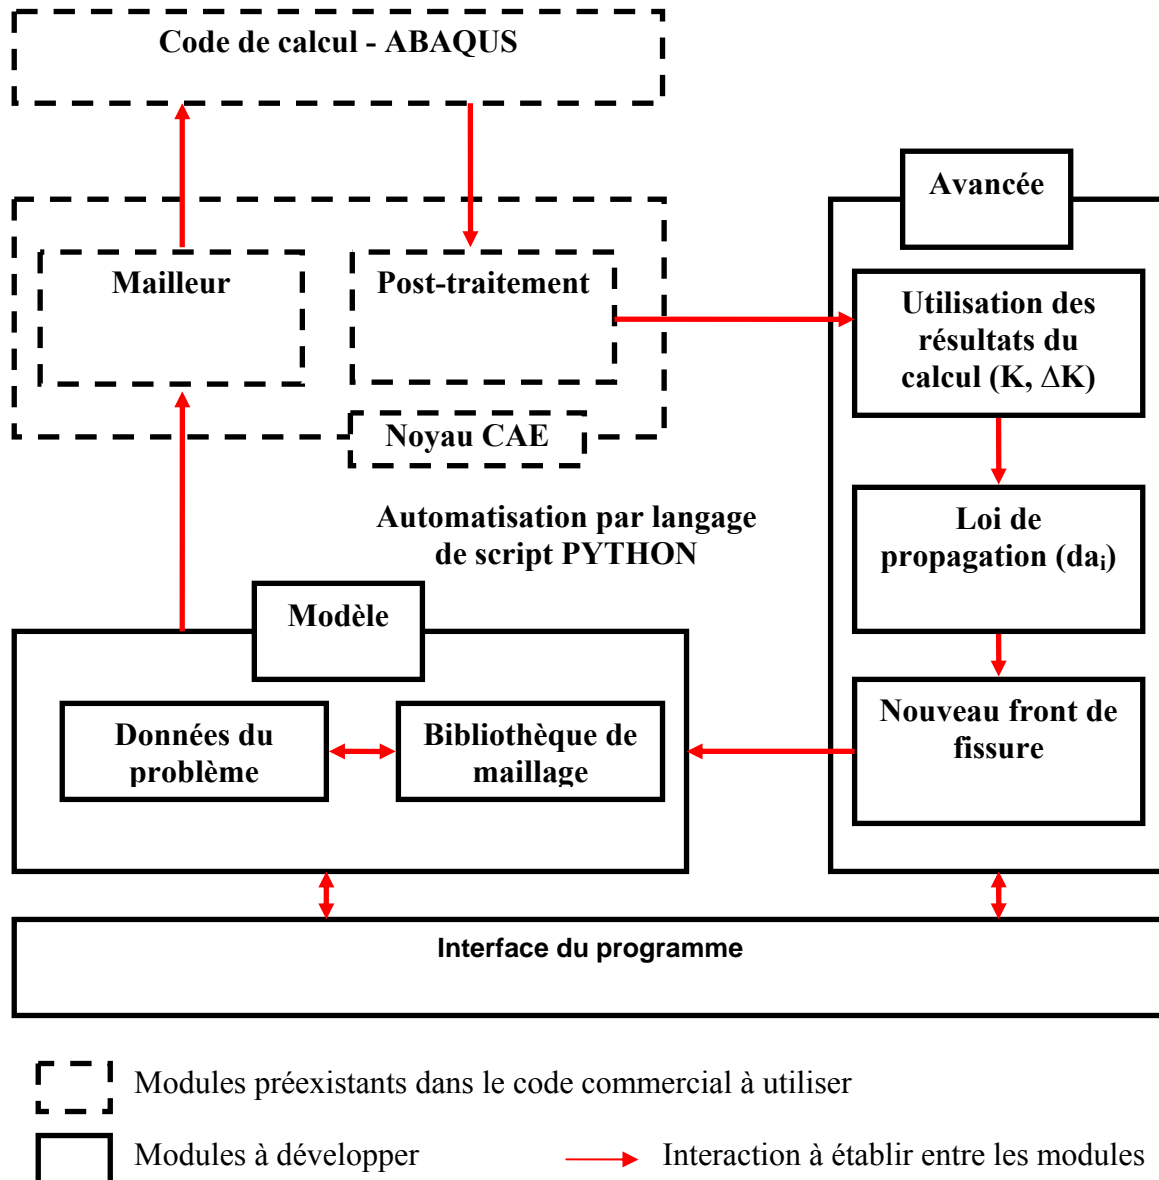 Code de calcul - ABAQUS
Avancée
Mailleur
Post-traitement
Utilisation des
résultats du
calcul (K, ΔK)
Noyau CAE
Automatisation par langage
de script PYTHON
Loi de
propagation (daᵢ)
Modèle
Données du
problème
Bibliothèque de
maillage
Nouveau front de
fissure
Interface du programme
Modules préexistants dans le code commercial à utiliser
Modules à développer
Interaction à établir entre les modules